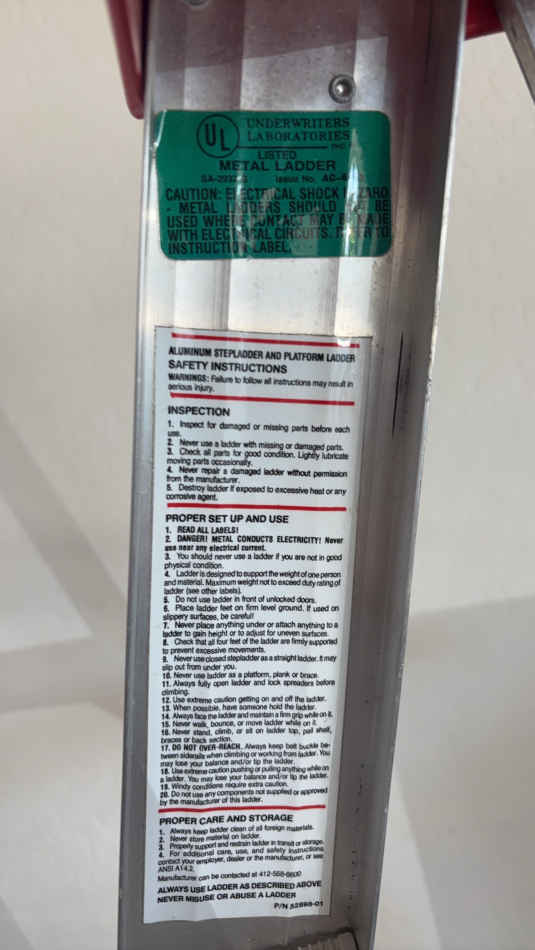 UL
UNDERWRITERS
LABORATORIES
INC.
LISTED
METAL LADDER
Issue No.
CAUTION: ELECTRICAL SHOCK HAZARD
- METAL LADDERS SHOULD NOT BE
USED WHERE CONTACT MAY BE MADE
WITH ELECTRICAL CIRCUITS. REFER TO
INSTRUCTION LABEL.
ALUMINUM STEPLADDER AND PLATFORM LADDER
SAFETY INSTRUCTIONS
WARNINGS: Failure to follow all instructions may result in
serious injury.
INSPECTION
1. Inspect for damaged or missing parts before each
use.
2. Never use a ladder with missing or damaged parts.
3. Check all parts for good condition. Lightly lubricate
moving parts occasionally.
4. Never repair a damaged ladder without permission
from the manufacturer.
5. Destroy ladder if exposed to excessive heat or any
corrosive agent.
PROPER SET UP AND USE
1. READ ALL LABELS!
2. DANGER! METAL CONDUCTS ELECTRICITY! Never
use near any electrical current.
3. You should never use a ladder if you are not in good
physical condition.
4. Ladder is designed to support the weight of one person
and material. Maximum weight not to exceed duty rating of
ladder (see other labels).
5. Do not use ladder in front of unlocked doors.
6. Place ladder feet on firm level ground. If used on
slippery surfaces, be careful!
7. Never place anything under or attach anything to a
ladder to gain height or to adjust for uneven surfaces.
8. Check that all four feet of the ladder are firmly supported
to prevent excessive movements.
9. Never use closed stepladder as a straight ladder. It may
slip out from under you.
10. Never use ladder as a platform, plank or brace.
11. Always fully open ladder and lock spreaders before
climbing.
12. Use extreme caution getting on and off the ladder.
13. When possible, have someone hold the ladder.
14. Always face the ladder and maintain a firm grip while on it.
15. Never walk, bounce, or move ladder while on it.
16. Never stand, climb, or sit on ladder top, pail shelf,
braces or back section.
17. DO NOT OVER-REACH. Always keep belt buckle be-
tween siderails when climbing or working from ladder. You
may lose your balance and/or tip the ladder.
18. Use extreme caution pushing or pulling anything while on
a ladder. You may lose your balance and/or tip the ladder.
19. Windy conditions require extra caution.
20. Do not use any components not supplied or approved
by the manufacturer of this ladder.
PROPER CARE AND STORAGE
1. Always keep ladder clean of all foreign materials.
2. Never store material on ladder.
3. Properly support and restrain ladder in transit or storage.
4. For additional care, use, and safety instructions,
contact your employer, dealer or the manufacturer, or see
ANSI A14.2.
Manufacturer can be contacted at 412-588-8600
ALWAYS USE LADDER AS DESCRIBED ABOVE
NEVER MISUSE OR ABUSE A LADDER
P/N 52898-01